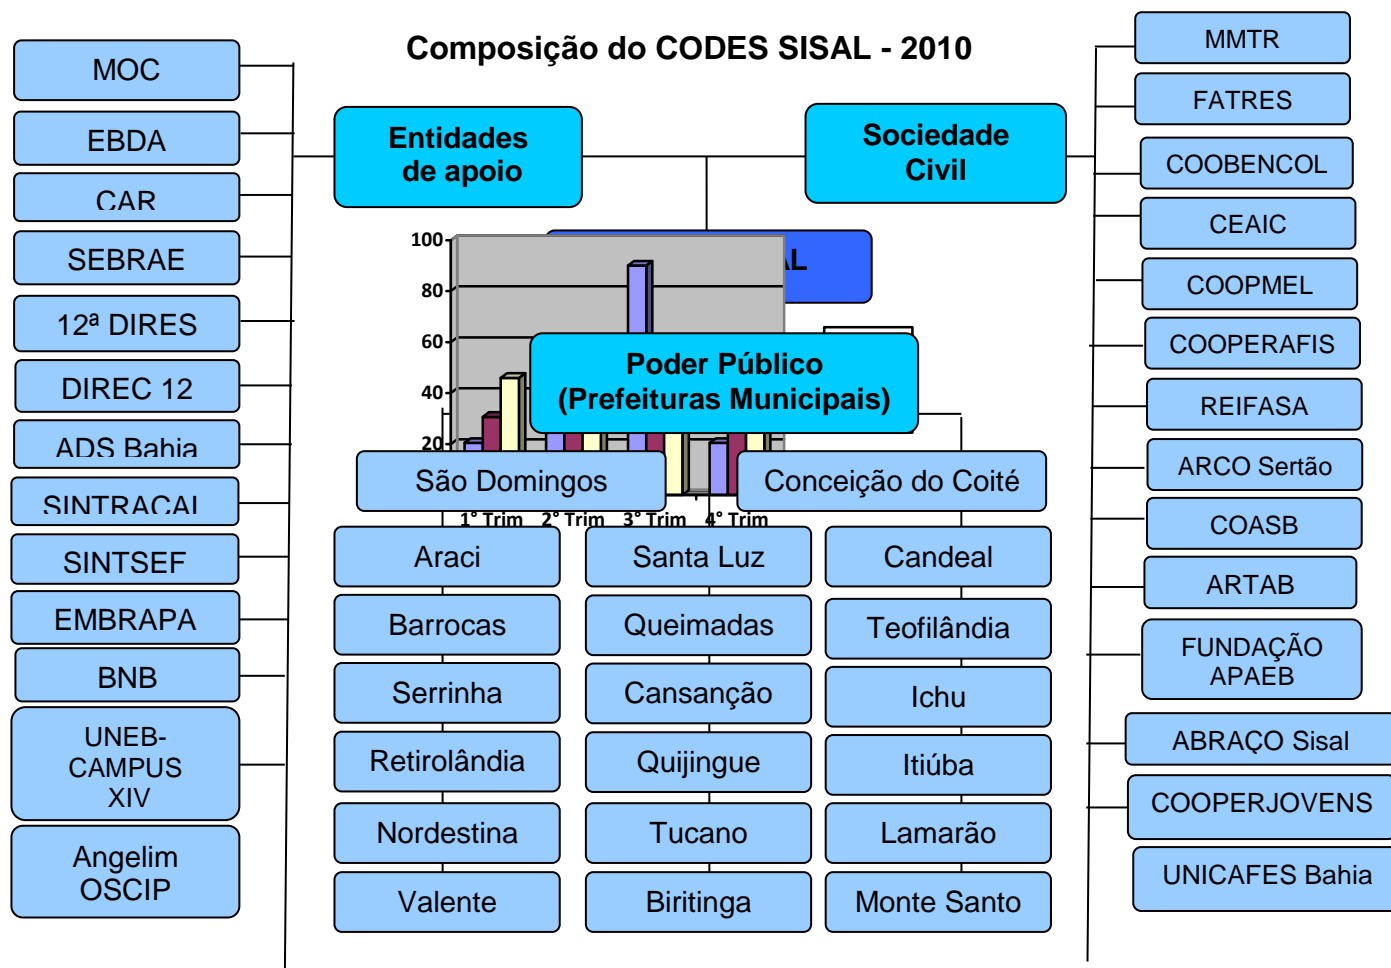 Composição do CODES SISAL - 2010
MOC
EBDA
CAR
SEBRAE
12ª DIRES
DIREC 12
ADS Bahia
SINTRACAL
SINTSEF
EMBRAPA
BNB
UNEB-
CAMPUS
XIV
Angelim
OSCIP
Entidades
de apoio
Sociedade
Civil
AL
100
80
60
40
20
1° Trim
2° Trim
3° Trim
4° Trim
Poder Público
(Prefeituras Municipais)
São Domingos
Conceição do Coité
Araci
Santa Luz
Candeal
Barrocas
Queimadas
Teofilândia
Serrinha
Cansanção
Ichu
Retirolândia
Quijingue
Itiúba
Nordestina
Tucano
Lamarão
Valente
Biritinga
Monte Santo
MMTR
FATRES
COOBENCOL
CEAIC
COOPMEL
COOPERAFIS
REIFASA
ARCO Sertão
COASB
ARTAB
FUNDAÇÃO
APAEB
ABRAÇO Sisal
COOPERJOVENS
UNICAFES Bahia